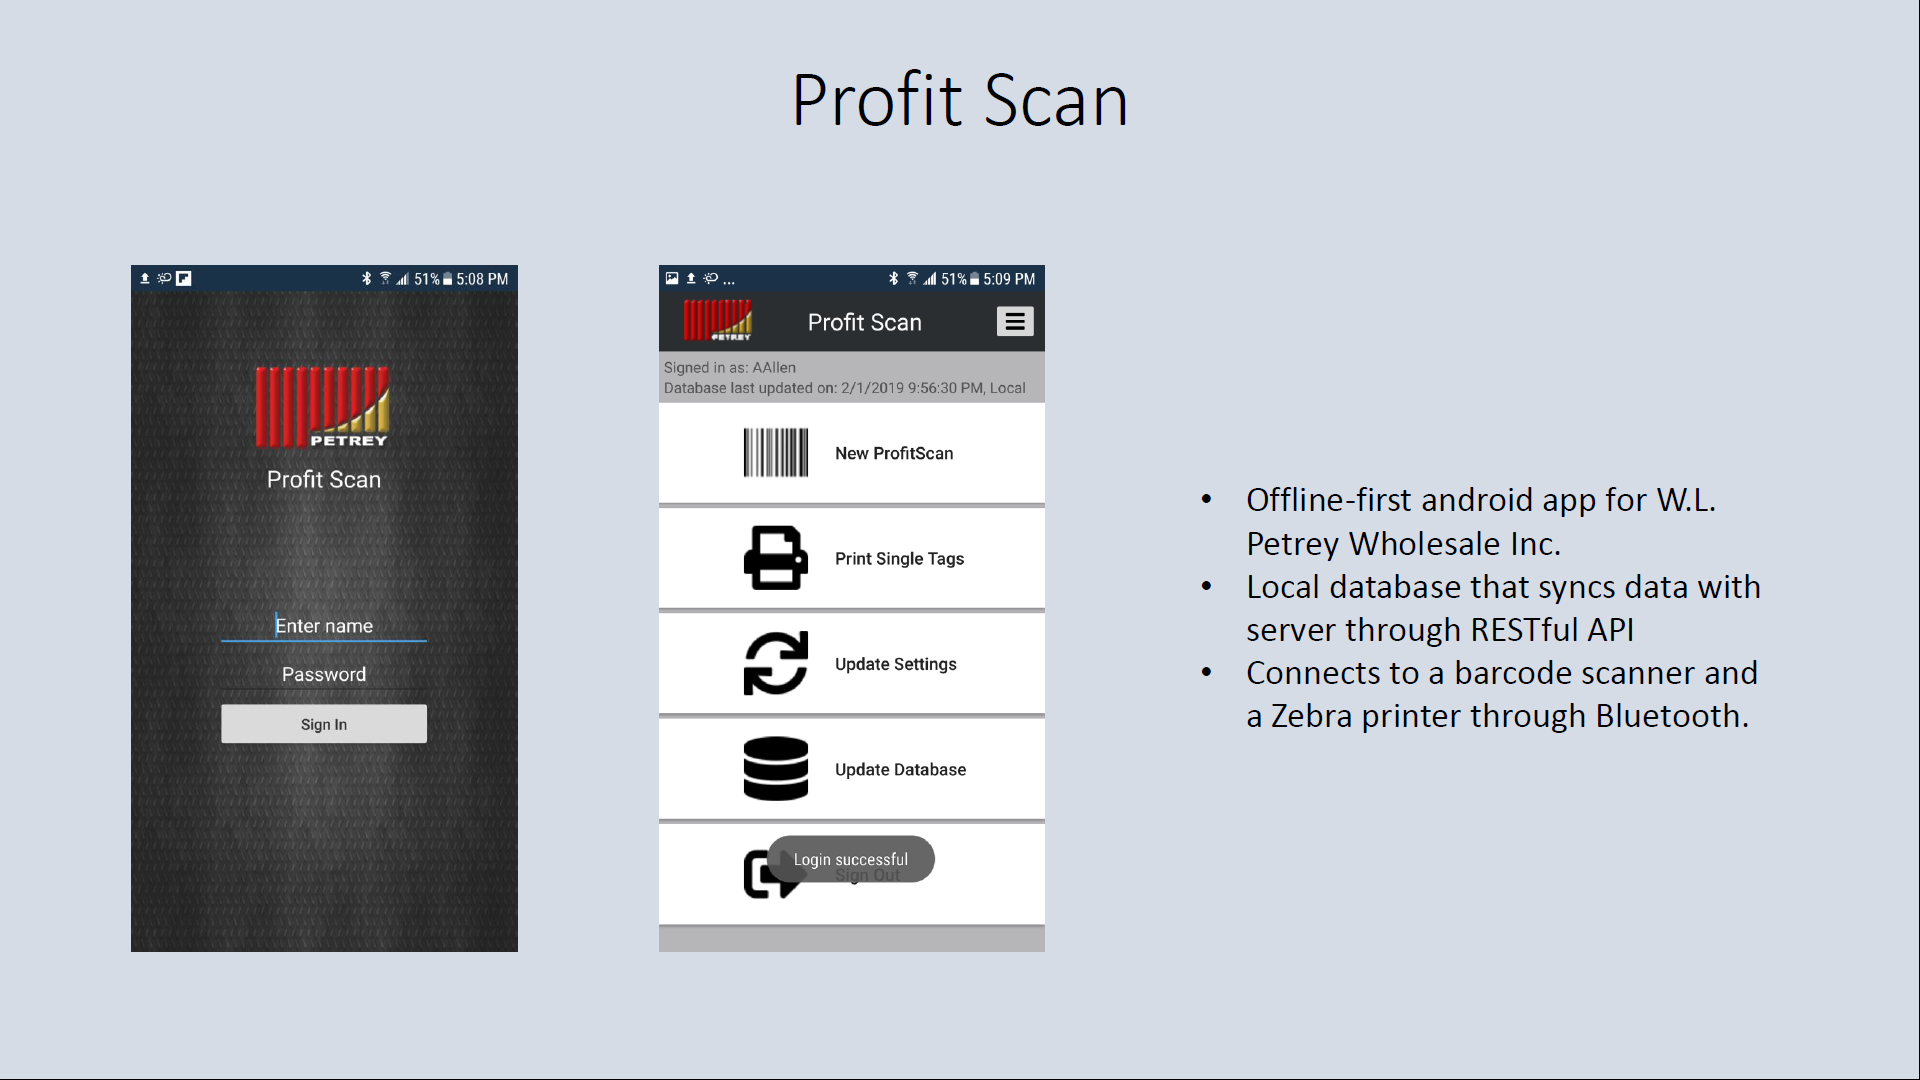 Profit Scan
51% 5:08 PM
PETREY
Profit Scan
Enter name
Password
Sign In
... 51% 5:09 PM
PETREY
Profit Scan
Signed in as: AAllen
Database last updated on: 2/1/2019 9:56:30 PM, Local
New ProfitScan
Print Single Tags
Update Settings
Update Database
Login successful
Sign Out
• Offline-first android app for W.L.
Petrey Wholesale Inc.
• Local database that syncs data with
server through RESTful API
• Connects to a barcode scanner and
a Zebra printer through Bluetooth.